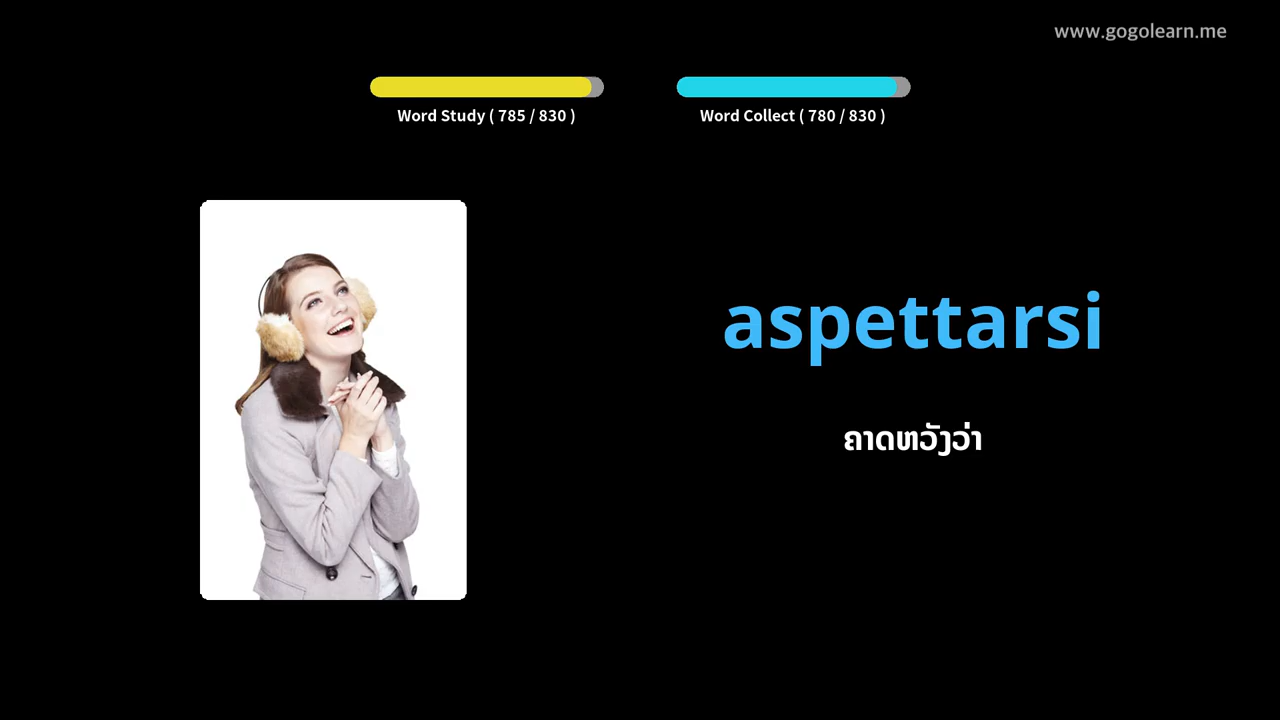 www.gogolearn.me
Word Study ( 785 / 830 )
Word Collect ( 780 / 830 )
aspettarsi
ຄາດຫວັງວ່າ